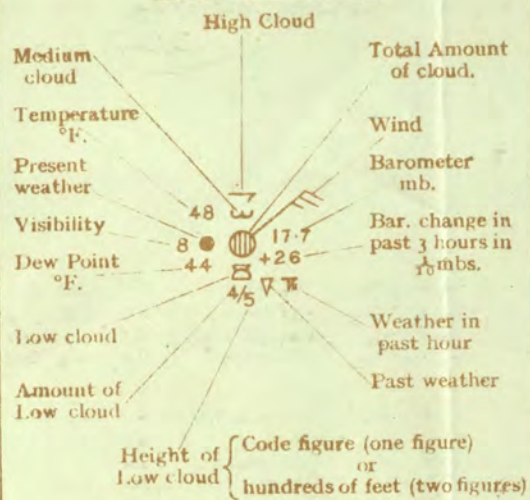 High Cloud
Medium cloud
Total Amount of cloud.
Temperature °F.
Wind
Present weather
Barometer mb.
Visibility
Bar. change in past 3 hours in 1/10 mbs.
Dew Point °F.
48
8
17·7
44
+26
4/5
Low cloud
Weather in past hour
Amount of Low cloud
Past weather
Height of Low cloud { Code figure (one figure)
or
hundreds of feet (two figures)